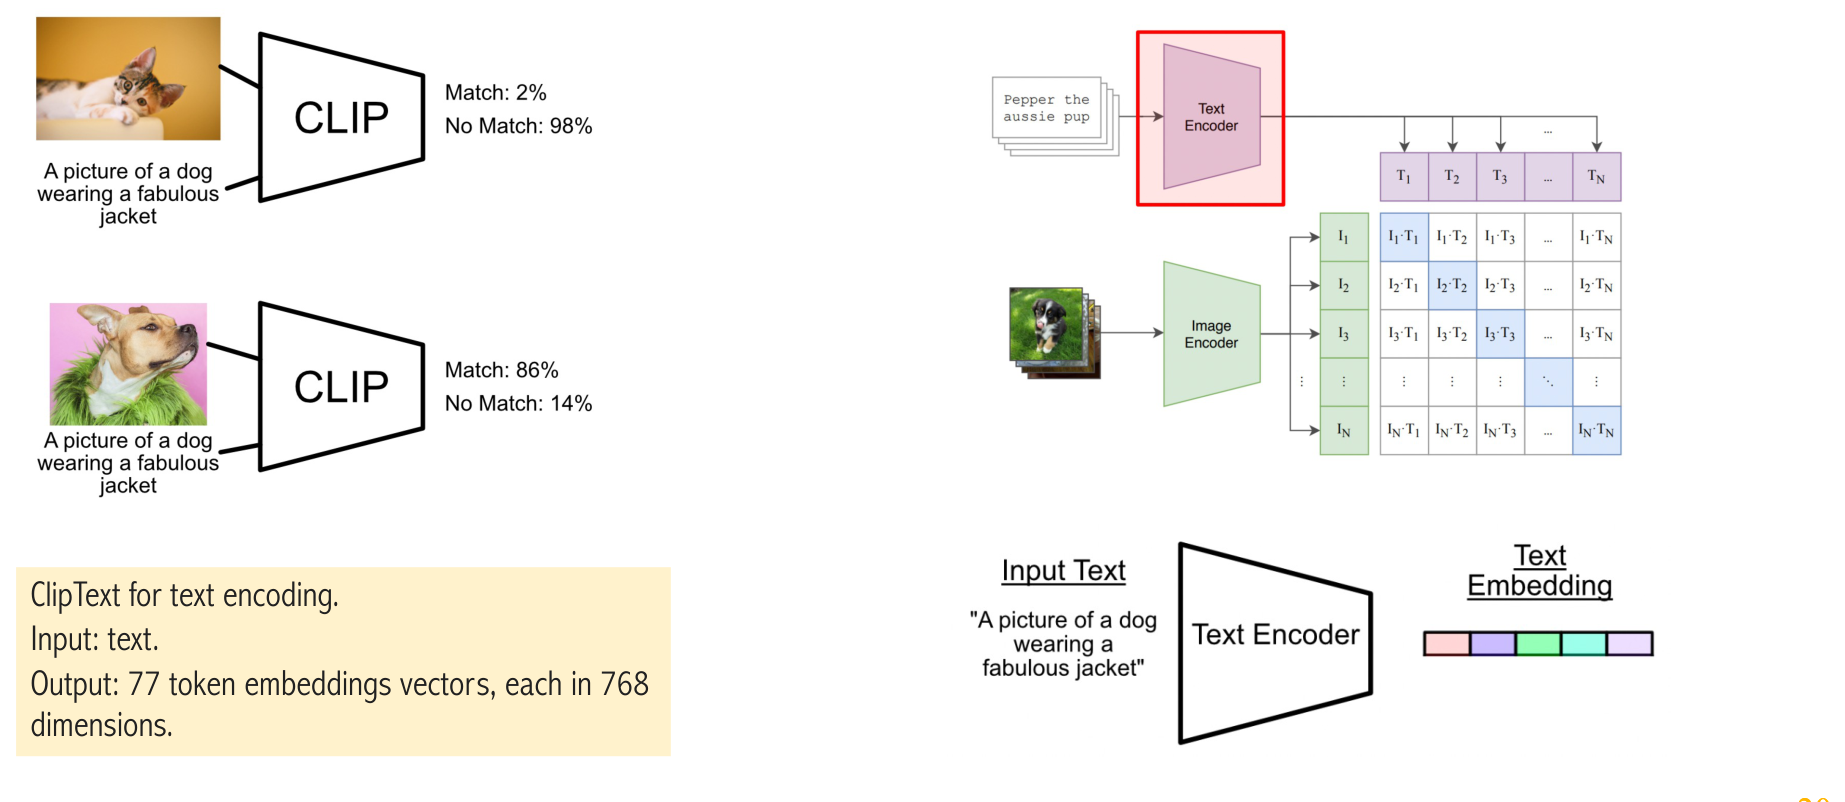 CLIP
Match: 2%
No Match: 98%
A picture of a dog
wearing a fabulous
jacket
CLIP
Match: 86%
No Match: 14%
A picture of a dog
wearing a fabulous
jacket
ClipText for text encoding.
Input: text.
Output: 77 token embeddings vectors, each in 768
dimensions.
Pepper the
aussie pup
Text
Encoder
...
T1 T2 T3 ... TN
Image
Encoder
I1 I1·T1 I1·T2 I1·T3 ... I1·TN
I2 I2·T1 I2·T2 I2·T3 ... I2·TN
I3 I3·T1 I3·T2 I3·T3 ... I3·TN
⋮ ⋮ ⋮ ⋮ ⋮ ⋱ ⋮
IN IN·T1 IN·T2 IN·T3 ... IN·TN
Input Text
"A picture of a dog
wearing a
fabulous jacket"
Text Encoder
Text
Embedding